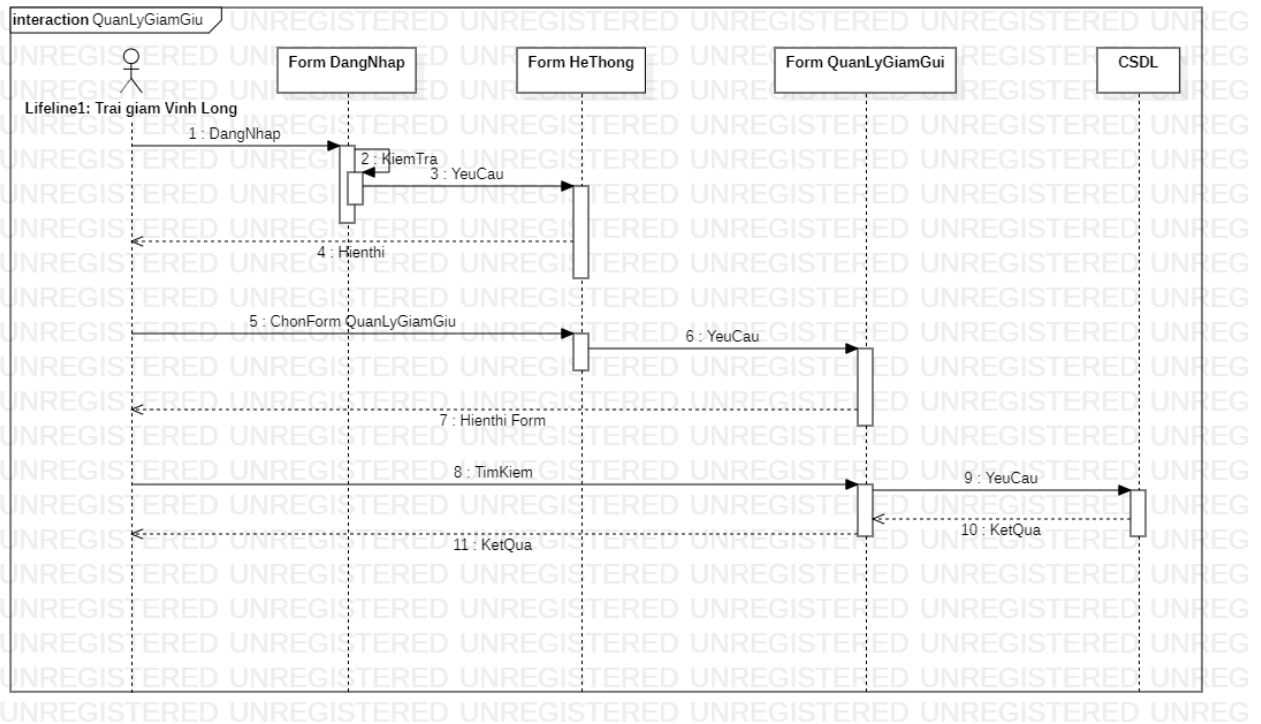 interaction QuanLyGiamGiu
Form DangNhap
Form HeThong
Form QuanLyGiamGui
CSDL
Lifeline1: Trai giam Vinh Long
1 : DangNhap
2 : KiemTra
3 : YeuCau
4 : Hienthi
5 : ChonForm QuanLyGiamGiu
6 : YeuCau
7 : Hienthi Form
8 : TimKiem
9 : YeuCau
10 : KetQua
11 : KetQua
UNREGISTERED